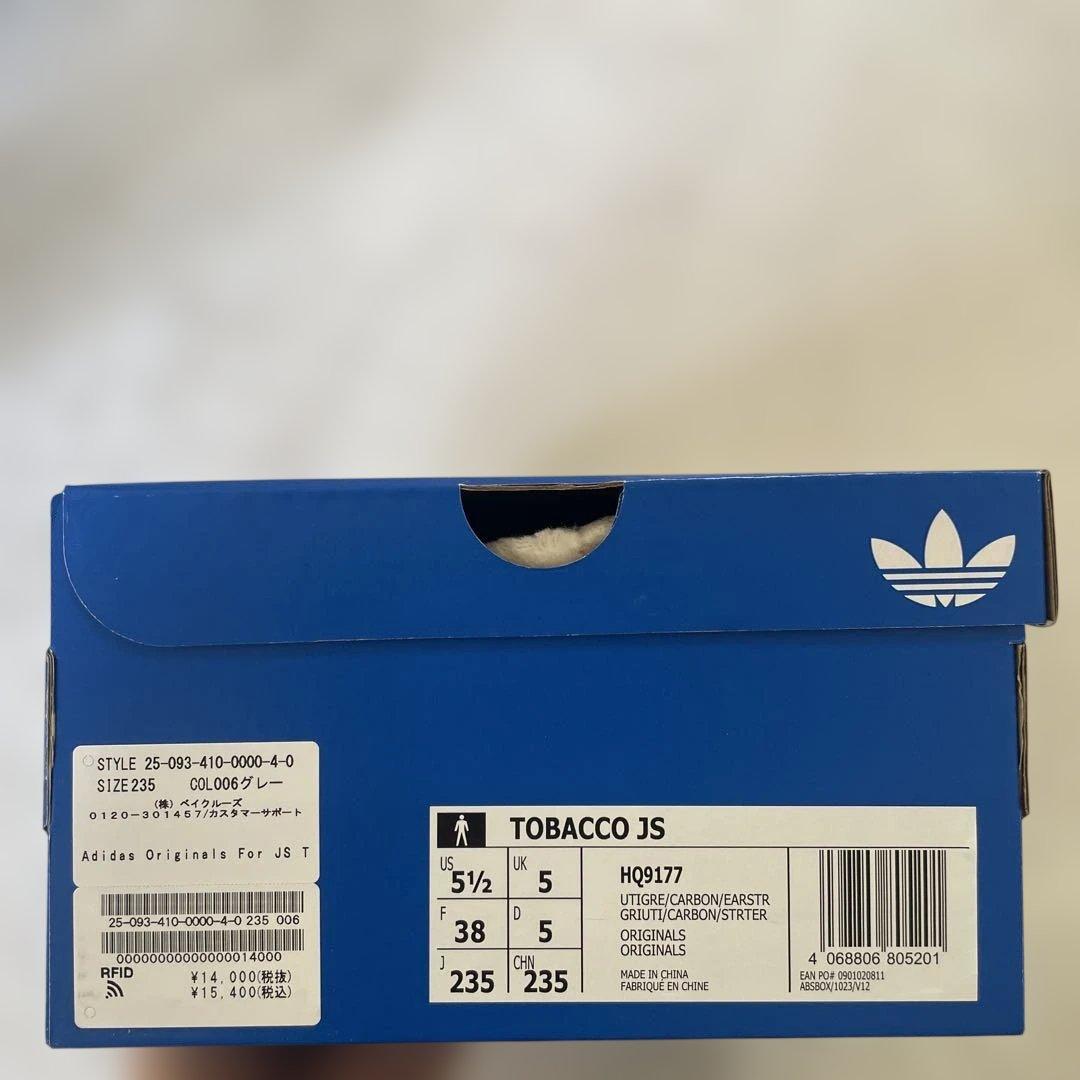 STYLE 25-093-410-0000-4-0
SIZE235 COL006グレー
(株) ベイクルーズ
0120-301457/カスタマーサポート
Adidas Originals For JS T
25-093-410-0000-4-0 235 006
000000000000000014000
RFID
¥14,000(税抜)
¥15,400(税込)
TOBACCO JS
US 5½ UK 5
F 38 D 5
J 235 CHN 235
HQ9177
UTIGRE/CARBON/EARSTR
GRIUTI/CARBON/STRTER
ORIGINALS
ORIGINALS
MADE IN CHINA
FABRIQUÉ EN CHINE
4 068806 805201
EAN PO# 0901020811
ABSBOX/1023/V12